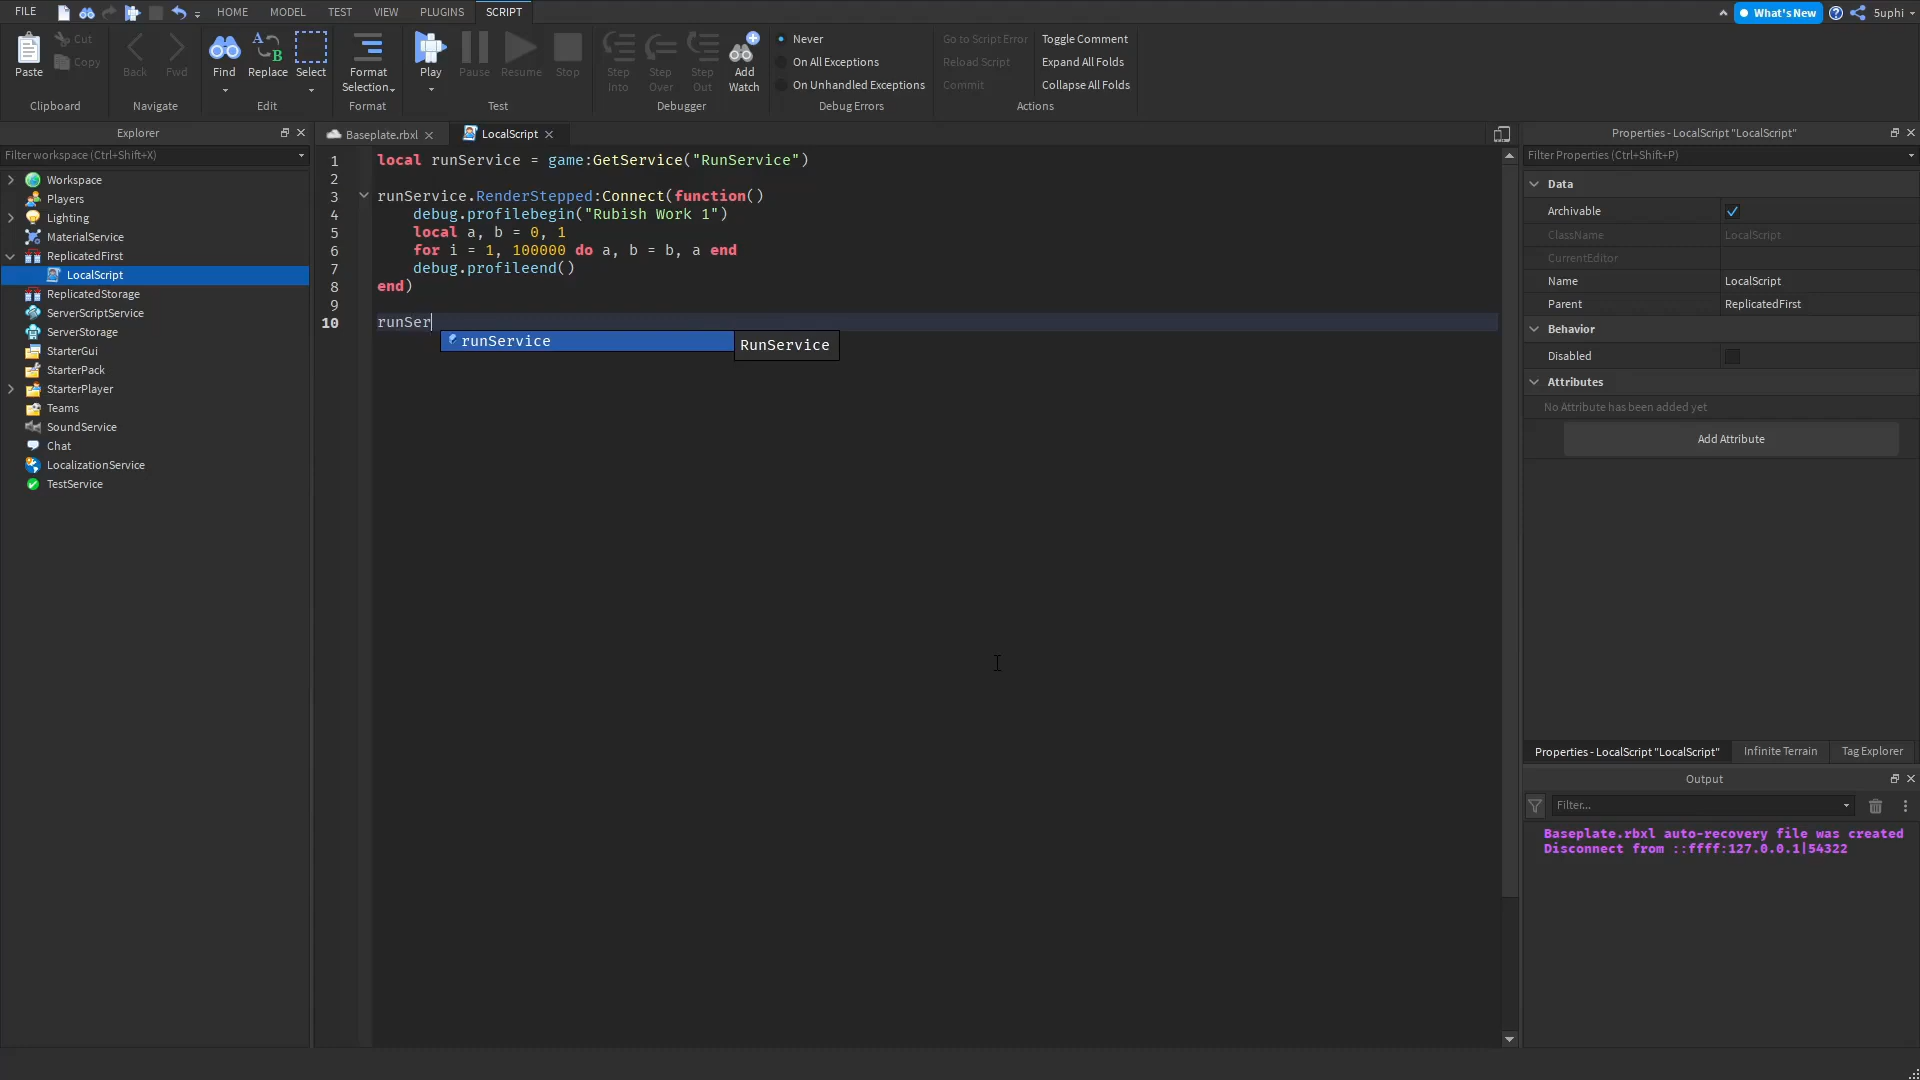 FILE
HOME
MODEL
TEST
VIEW
PLUGINS
SCRIPT
What's New
5uphi
Paste
Cut
Copy
Clipboard
Back
Fwd
Navigate
Find
Replace
Select
Edit
Format
Selection
Format
Play
Pause
Resume
Stop
Test
Step
Into
Step
Over
Step
Out
Add
Watch
Debugger
Never
On All Exceptions
On Unhandled Exceptions
Debug Errors
Go to Script Error
Reload Script
Commit
Toggle Comment
Expand All Folds
Collapse All Folds
Actions
Explorer
Filter workspace (Ctrl+Shift+X)
Workspace
Players
Lighting
MaterialService
ReplicatedFirst
LocalScript
ReplicatedStorage
ServerScriptService
ServerStorage
StarterGui
StarterPack
StarterPlayer
Teams
SoundService
Chat
LocalizationService
TestService
Baseplate.rbxl
LocalScript
1 local runService = game:GetService("RunService")
2
3 runService.RenderStepped:Connect(function()
4 debug.profilebegin("Rubish Work 1")
5 local a, b = 0, 1
6 for i = 1, 100000 do a, b = b, a end
7 debug.profileend()
8 end)
9
10 runSer
runService
RunService
Properties - LocalScript "LocalScript"
Filter Properties (Ctrl+Shift+P)
Data
Archivable
ClassName LocalScript
CurrentEditor
Name LocalScript
Parent ReplicatedFirst
Behavior
Disabled
Attributes
No Attribute has been added yet
Add Attribute
Properties - LocalScript "LocalScript"
Infinite Terrain
Tag Explorer
Output
Filter...
Baseplate.rbxl auto-recovery file was created
Disconnect from ::ffff:127.0.0.1|54322